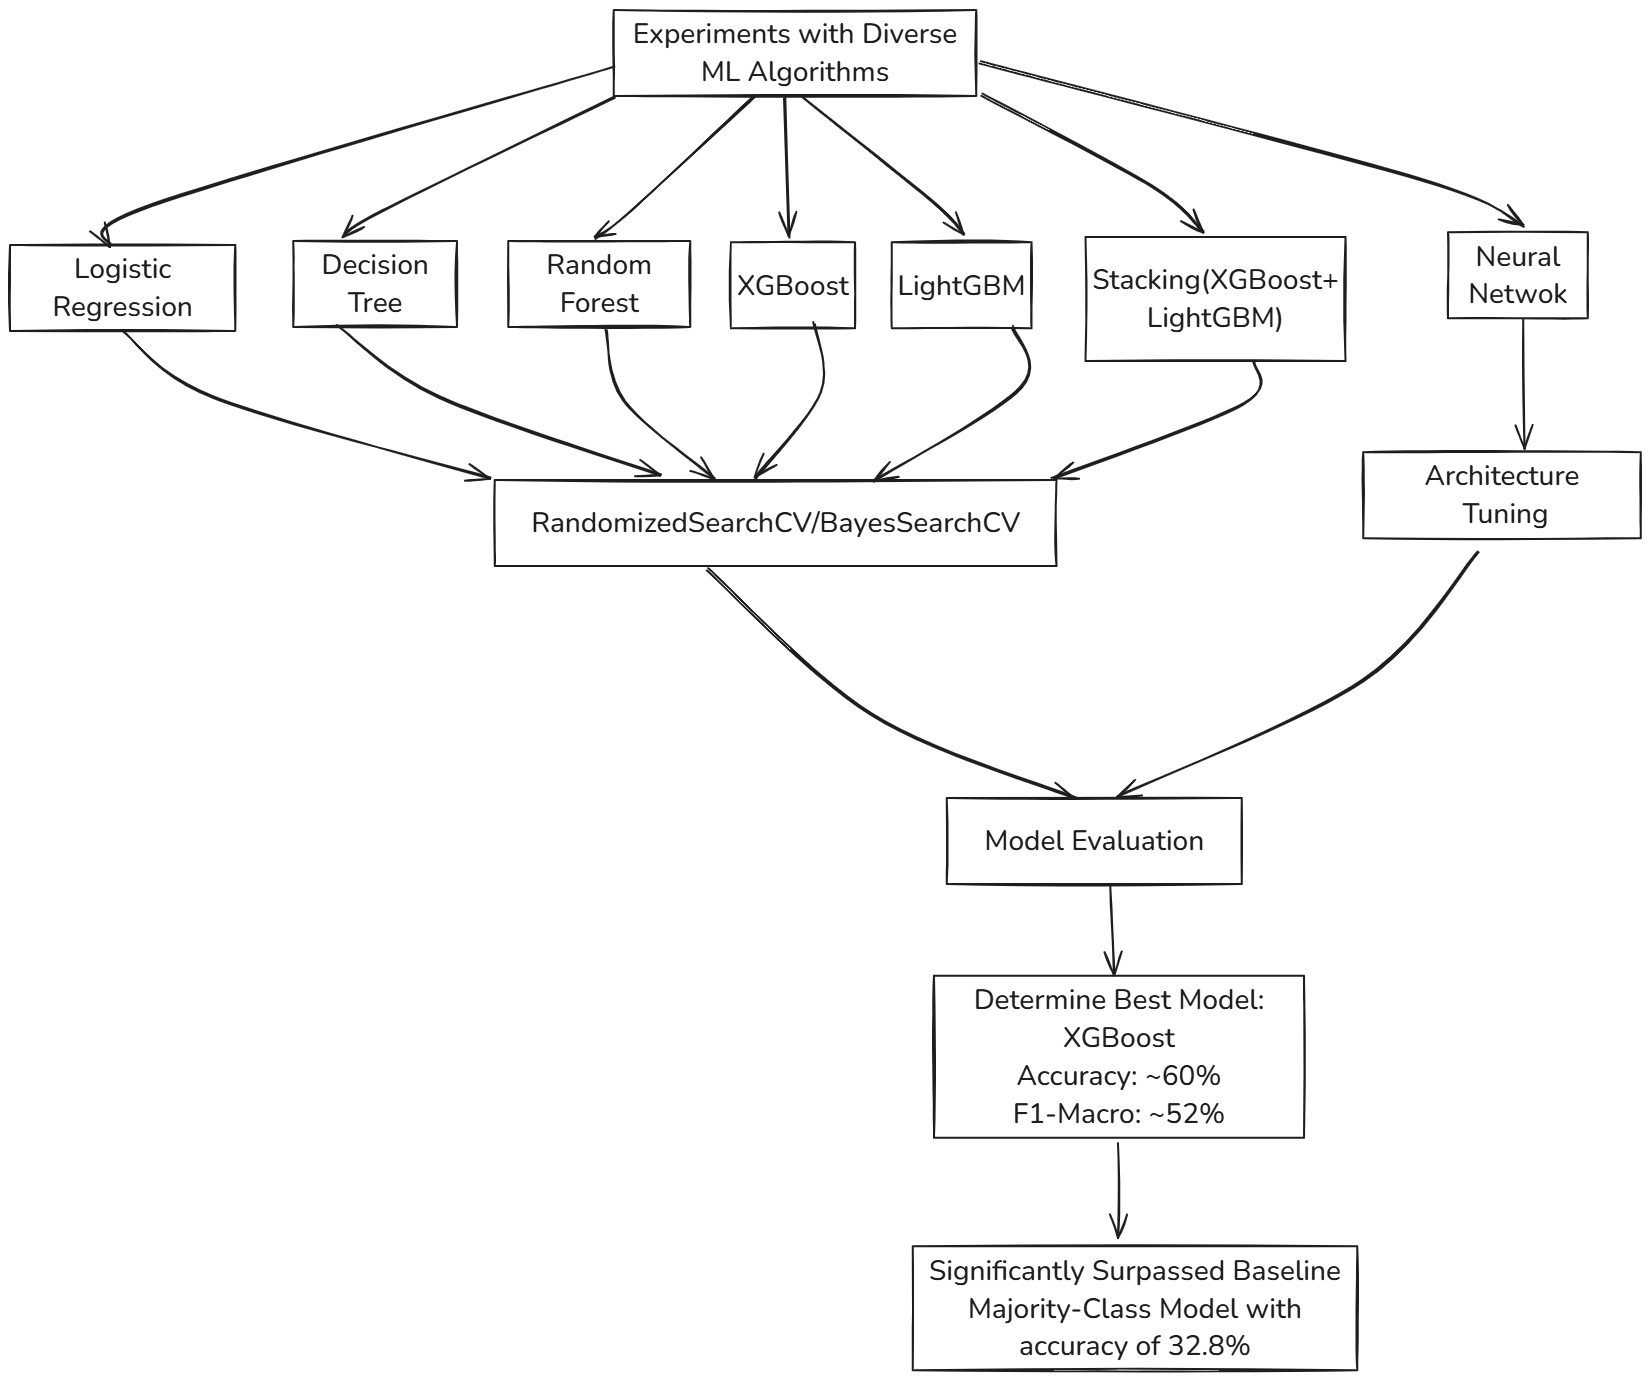 Experiments with Diverse
ML Algorithms
Logistic
Regression
Decision
Tree
Random
Forest
XGBoost
LightGBM
Stacking(XGBoost+
LightGBM)
Neural
Netwok
RandomizedSearchCV/BayesSearchCV
Architecture
Tuning
Model Evaluation
Determine Best Model:
XGBoost
Accuracy: ~60%
F1-Macro: ~52%
Significantly Surpassed Baseline
Majority-Class Model with
accuracy of 32.8%